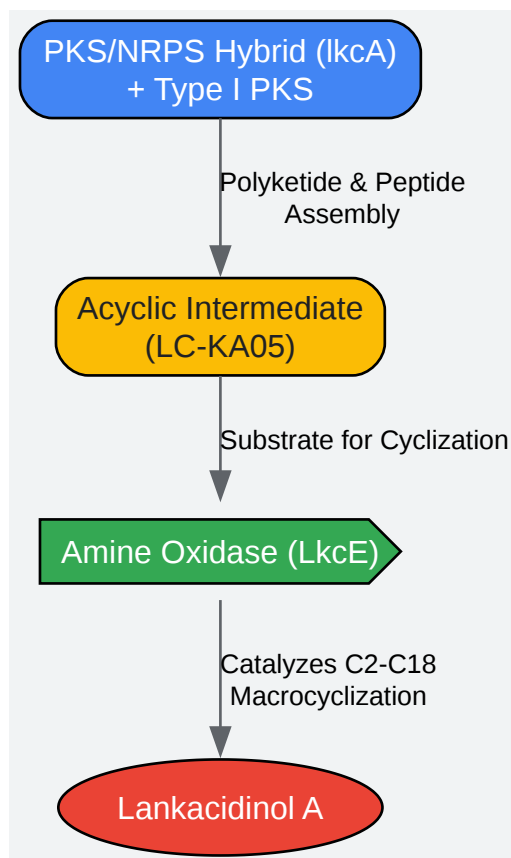 PKS/NRPS Hybrid (lkcA)
+ Type I PKS
Polyketide & Peptide
Assembly
Acyclic Intermediate
(LC-KA05)
Substrate for Cyclization
Amine Oxidase (LkcE)
Catalyzes C2-C18
Macrocyclization
Lankacidinol A